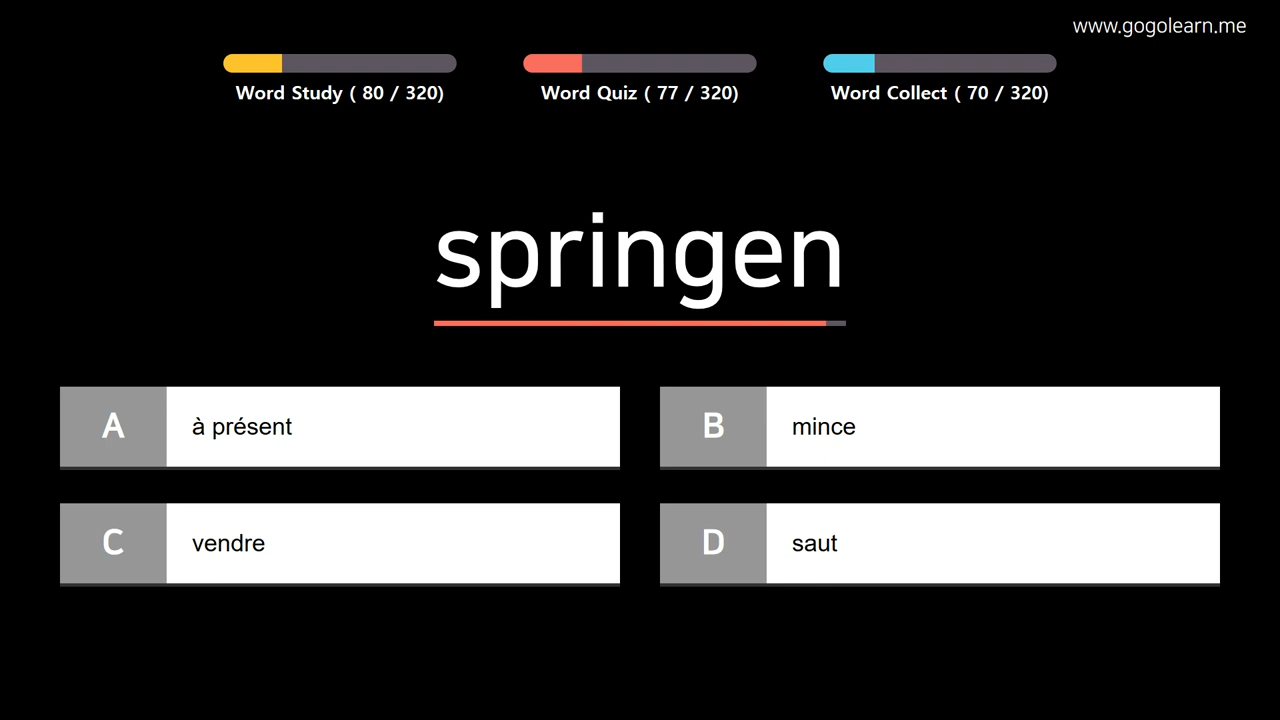 www.gogolearn.me
Word Study ( 80 / 320)
Word Quiz ( 77 / 320)
Word Collect ( 70 / 320)
springen
A
à présent
B
mince
C
vendre
D
saut